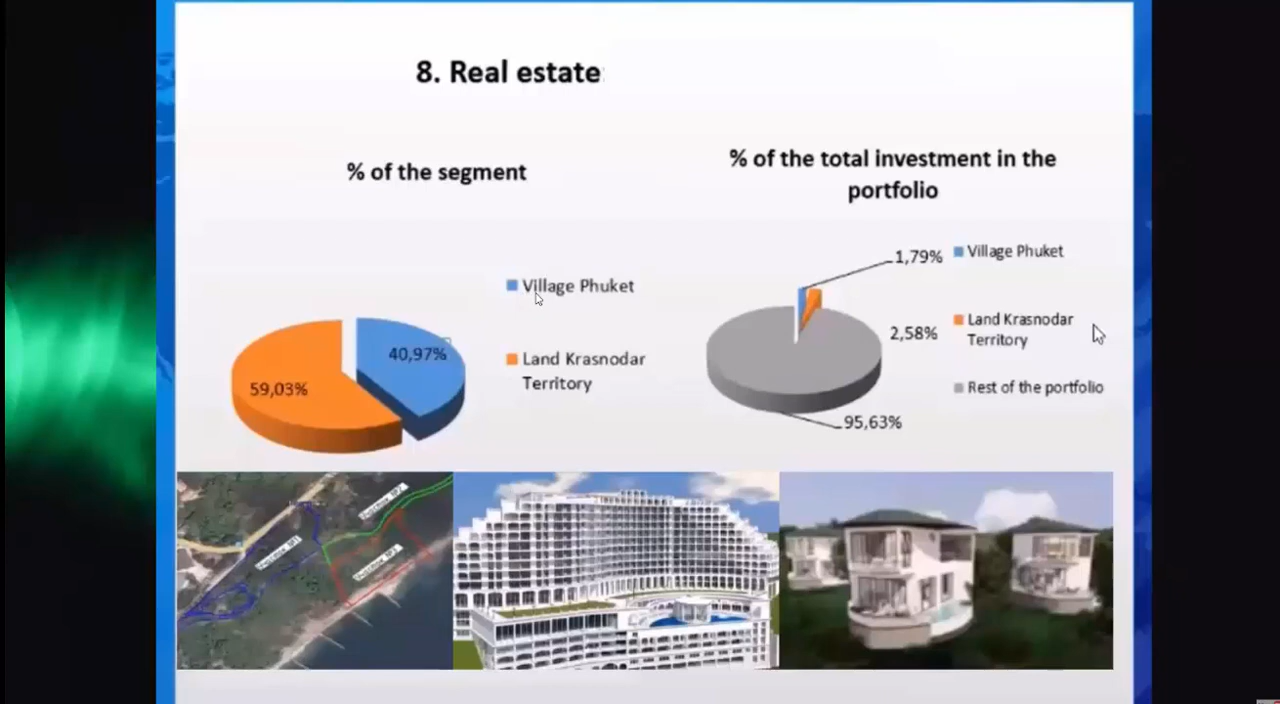 8. Real estate
% of the segment
40,97%
59,03%
Village Phuket
Land Krasnodar
Territory
% of the total investment in the
portfolio
1,79%
2,58%
95,63%
Village Phuket
Land Krasnodar
Territory
Rest of the portfolio